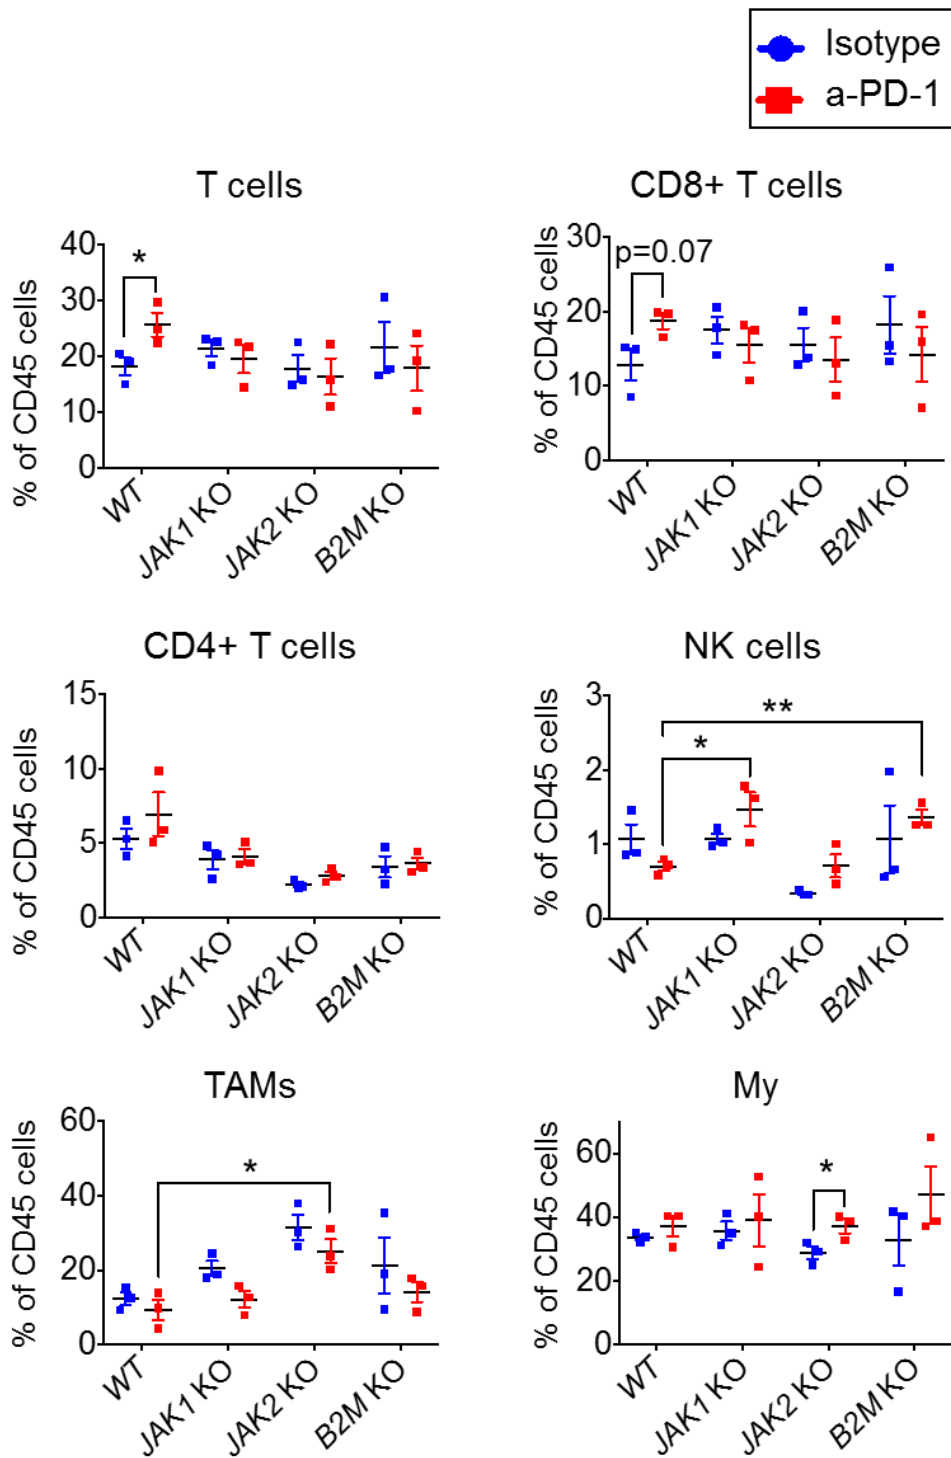 Isotype
a-PD-1
T cells
% of CD45 cells
40
30
20
10
0
*
WT
JAK1 KO
JAK2 KO
B2M KO
CD8+ T cells
% of CD45 cells
30
20
10
0
p=0.07
WT
JAK1 KO
JAK2 KO
B2M KO
CD4+ T cells
% of CD45 cells
15
10
5
0
WT
JAK1 KO
JAK2 KO
B2M KO
NK cells
% of CD45 cells
3
2
1
0
**
*
WT
JAK1 KO
JAK2 KO
B2M KO
TAMs
% of CD45 cells
60
40
20
0
*
WT
JAK1 KO
JAK2 KO
B2M KO
My
% of CD45 cells
60
40
20
0
*
WT
JAK1 KO
JAK2 KO
B2M KO